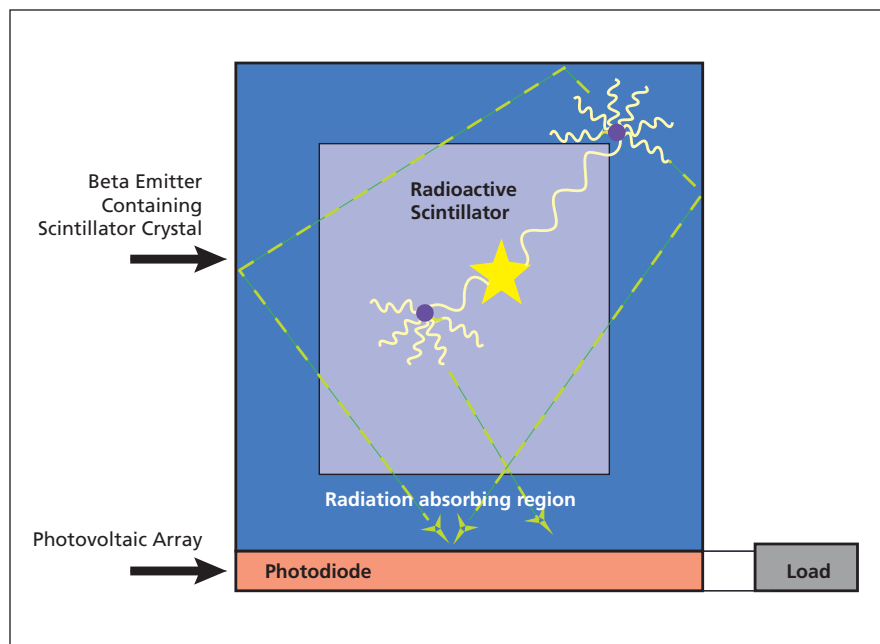 Beta Emitter
Containing
Scintillator Crystal
Radioactive
Scintillator
Radiation absorbing region
Photovoltaic Array
Photodiode
Load